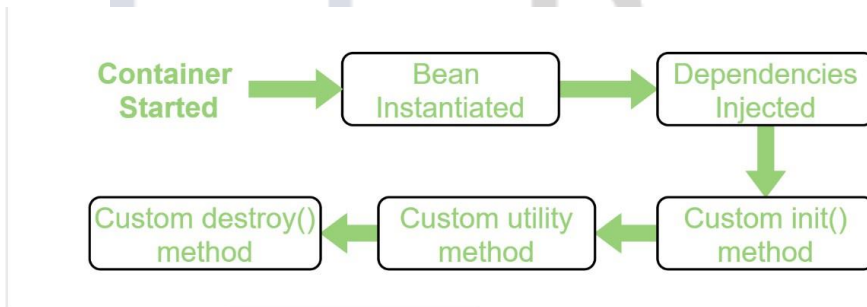 Container
Started
Bean
Instantiated
Dependencies
Injected
Custom init()
method
Custom utility
method
Custom destroy()
method